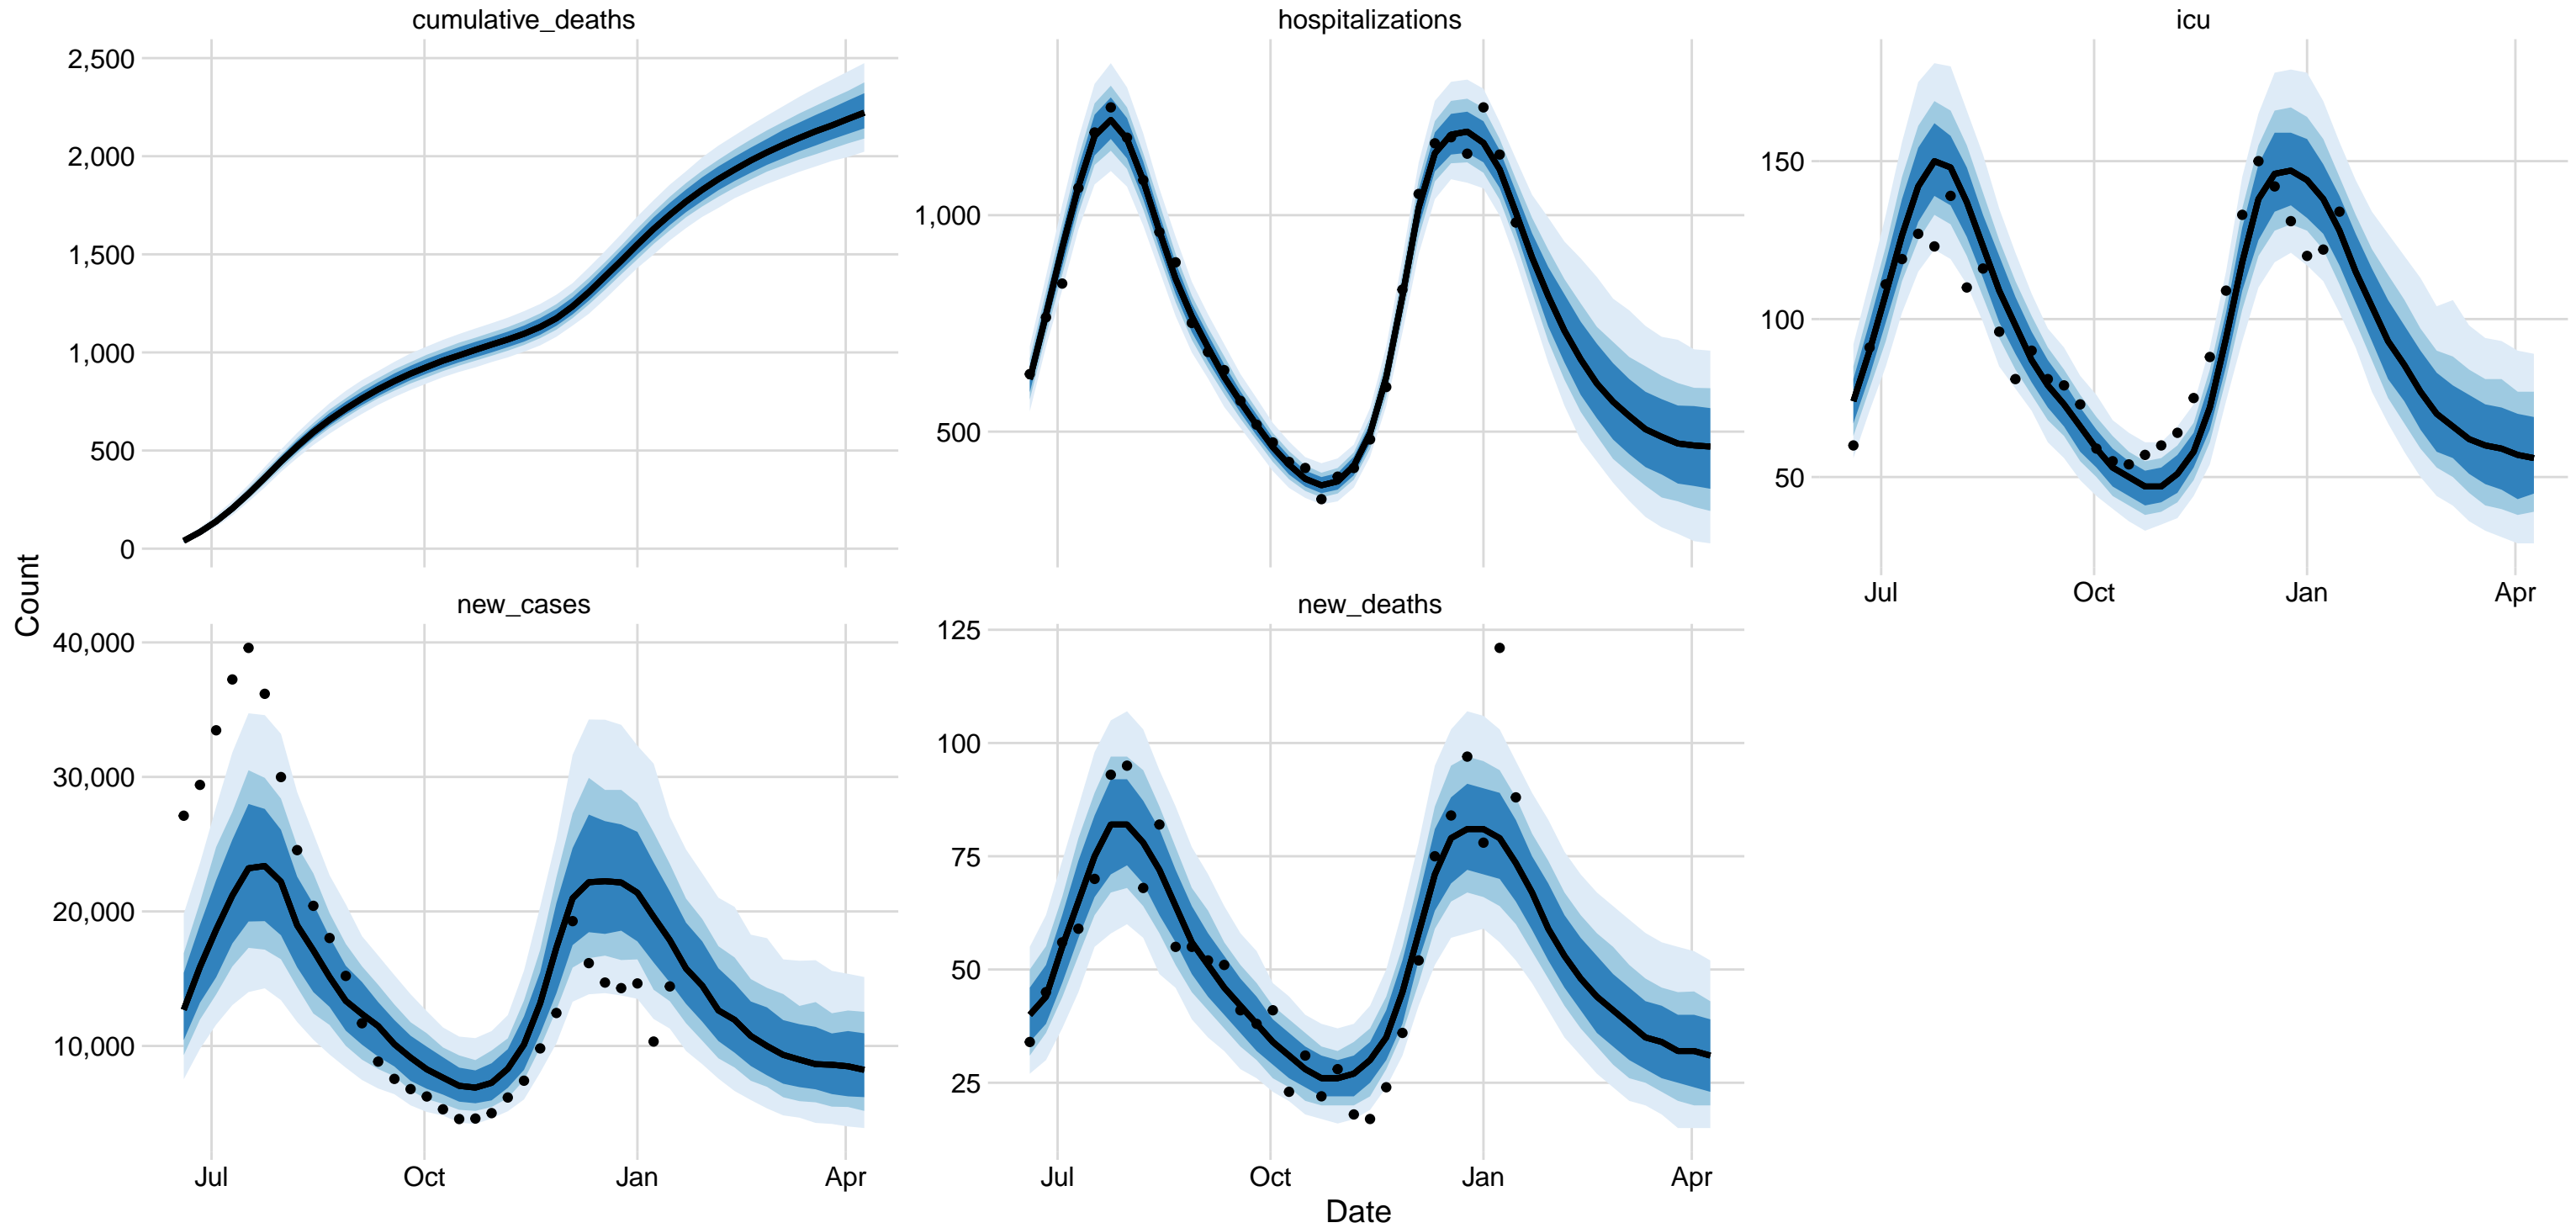 cumulative_deaths
hospitalizations
icu
2,500
2,000
1,500
1,000
500
0
1,000
500
150
100
50
Jul Oct Jan Apr
Count
new_cases
new_deaths
40,000
30,000
20,000
10,000
125
100
75
50
25
Jul Oct Jan Apr
Jul Oct Jan Apr
Date